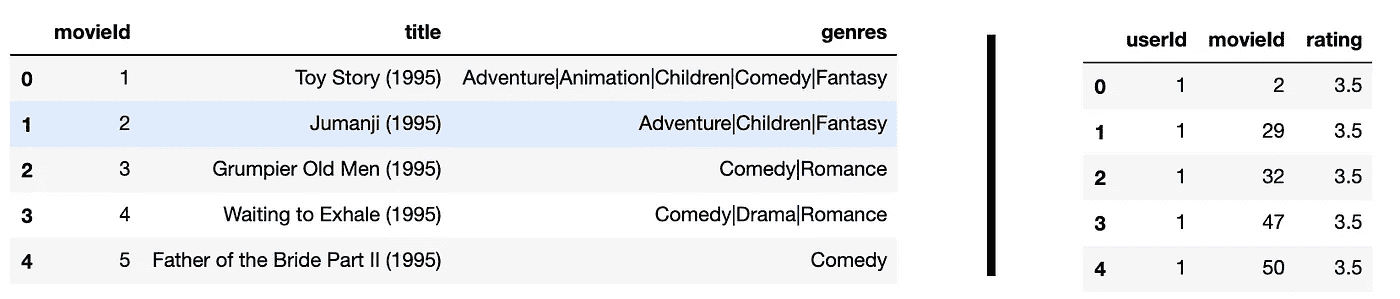 movieId title genres
0 1 Toy Story (1995) Adventure|Animation|Children|Comedy|Fantasy
1 2 Jumanji (1995) Adventure|Children|Fantasy
2 3 Grumpier Old Men (1995) Comedy|Romance
3 4 Waiting to Exhale (1995) Comedy|Drama|Romance
4 5 Father of the Bride Part II (1995) Comedy
userId movieId rating
0 1 2 3.5
1 1 29 3.5
2 1 32 3.5
3 1 47 3.5
4 1 50 3.5